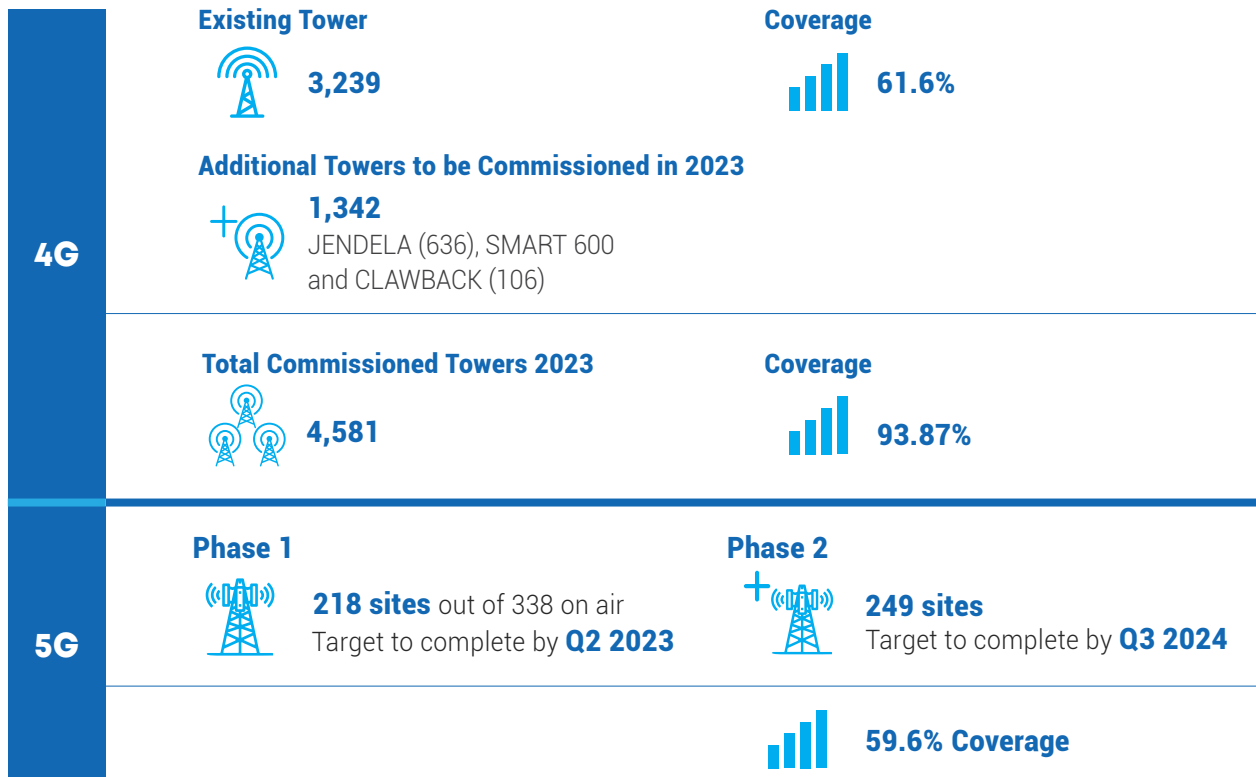 4G
Existing Tower
3,239
Coverage
61.6%
Additional Towers to be Commissioned in 2023
1,342
JENDELA (636), SMART 600
and CLAWBACK (106)
Total Commissioned Towers 2023
4,581
Coverage
93.87%
5G
Phase 1
218 sites out of 338 on air
Target to complete by Q2 2023
Phase 2
249 sites
Target to complete by Q3 2024
59.6% Coverage